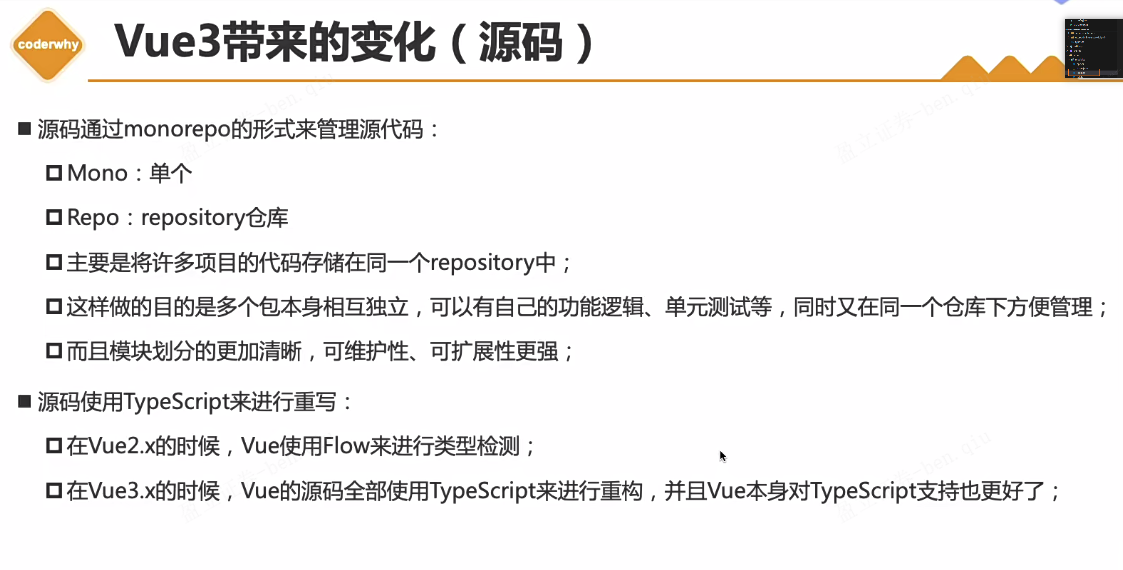 coderwhy
Vue3带来的变化（源码）
源码通过monorepo的形式来管理源代码：
Mono：单个
Repo：repository仓库
主要是将许多项目的代码存储在同一个repository中；
这样做的目的是多个包本身相互独立，可以有自己的功能逻辑、单元测试等，同时又在同一个仓库下方便管理；
而且模块划分的更加清晰，可维护性、可扩展性更强；
源码使用TypeScript来进行重写：
在Vue2.x的时候，Vue使用Flow来进行类型检测；
在Vue3.x的时候，Vue的源码全部使用TypeScript来进行重构，并且Vue本身对TypeScript支持也更好了；